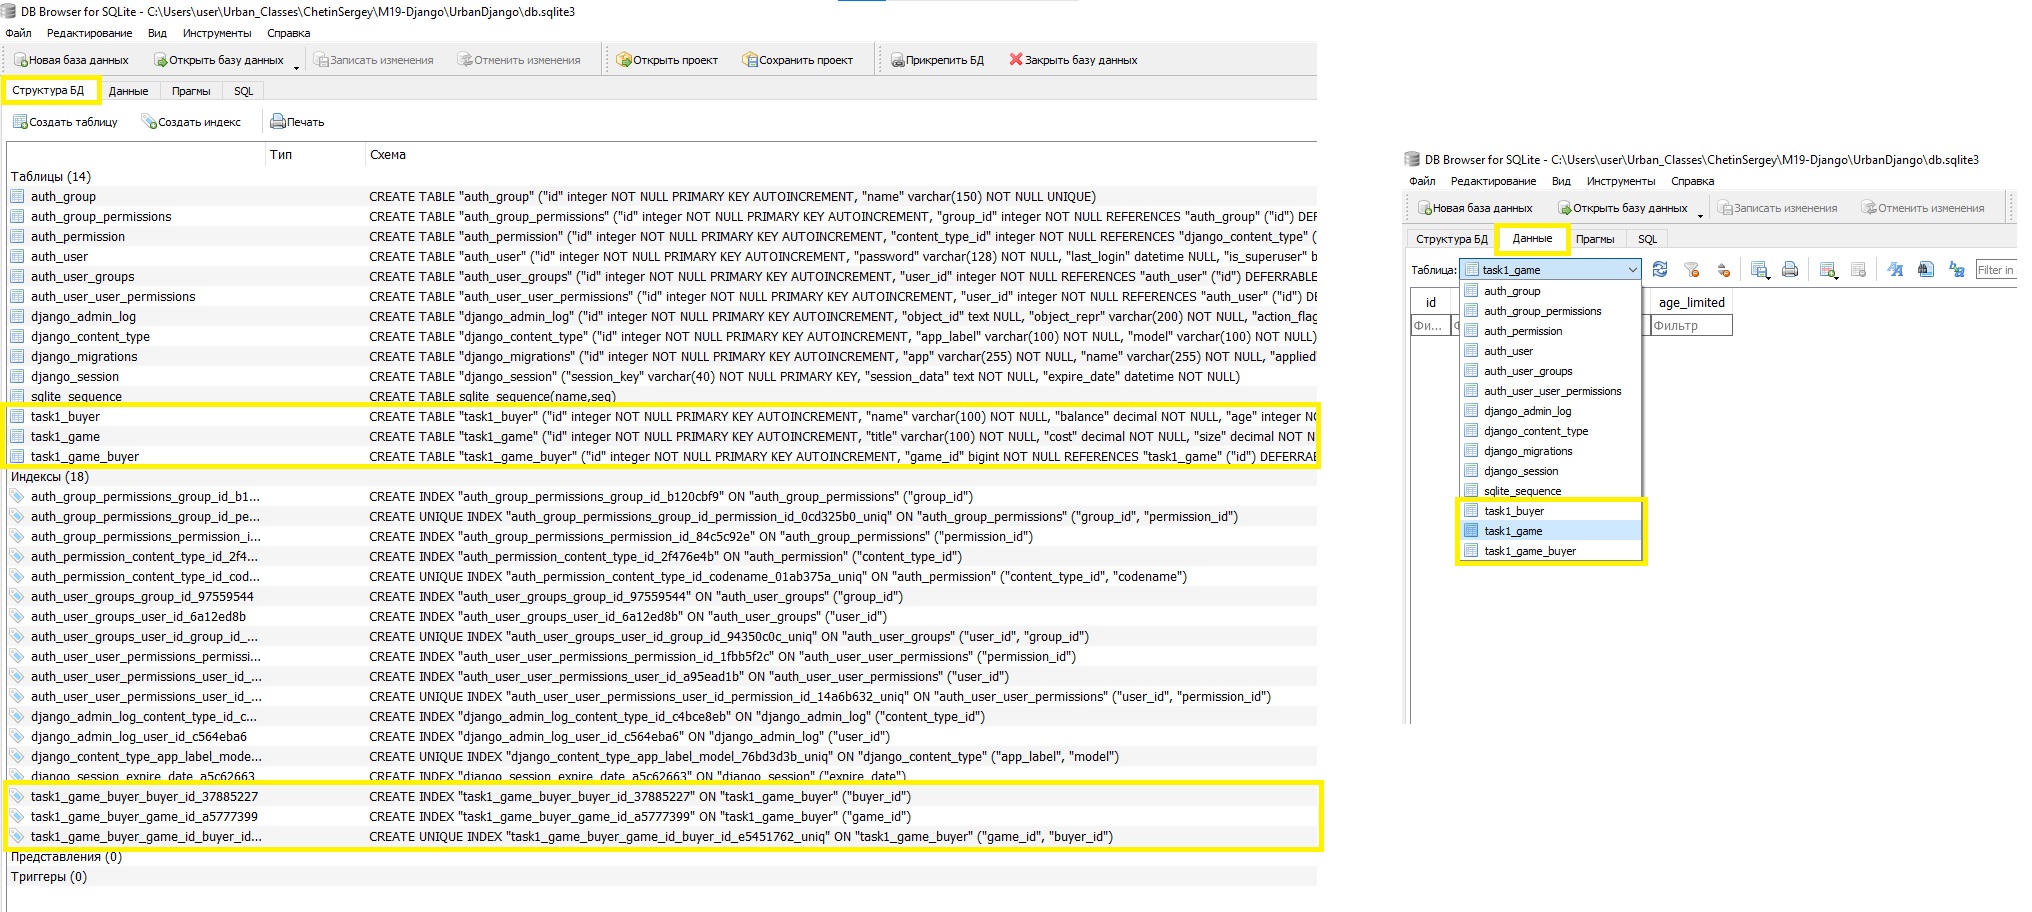 DB Browser for SQLite - C:\Users\user\Urban_Classes\ChetinSergey\M19-Django\UrbanDjango\db.sqlite3
Файл Редактирование Вид Инструменты Справка
Новая база данных Открыть базу данных Записать изменения Отменить изменения Открыть проект Сохранить проект Прикрепить БД Закрыть базу данных
Структура БД Данные Прагмы SQL
Создать таблицу Создать индекс Печать
Тип Схема
Таблицы (14)
auth_group CREATE TABLE "auth_group" ("id" integer NOT NULL PRIMARY KEY AUTOINCREMENT, "name" varchar(150) NOT NULL UNIQUE)
auth_group_permissions CREATE TABLE "auth_group_permissions" ("id" integer NOT NULL PRIMARY KEY AUTOINCREMENT, "group_id" integer NOT NULL REFERENCES "auth_group" ("id") DEF
auth_permission CREATE TABLE "auth_permission" ("id" integer NOT NULL PRIMARY KEY AUTOINCREMENT, "content_type_id" integer NOT NULL REFERENCES "django_content_type" (
auth_user CREATE TABLE "auth_user" ("id" integer NOT NULL PRIMARY KEY AUTOINCREMENT, "password" varchar(128) NOT NULL, "last_login" datetime NULL, "is_superuser" b
auth_user_groups CREATE TABLE "auth_user_groups" ("id" integer NOT NULL PRIMARY KEY AUTOINCREMENT, "user_id" integer NOT NULL REFERENCES "auth_user" ("id") DEFERRABLE
auth_user_user_permissions CREATE TABLE "auth_user_user_permissions" ("id" integer NOT NULL PRIMARY KEY AUTOINCREMENT, "user_id" integer NOT NULL REFERENCES "auth_user" ("id") DE
django_admin_log CREATE TABLE "django_admin_log" ("id" integer NOT NULL PRIMARY KEY AUTOINCREMENT, "object_id" text NULL, "object_repr" varchar(200) NOT NULL, "action_flag
django_content_type CREATE TABLE "django_content_type" ("id" integer NOT NULL PRIMARY KEY AUTOINCREMENT, "app_label" varchar(100) NOT NULL, "model" varchar(100) NOT NULL)
django_migrations CREATE TABLE "django_migrations" ("id" integer NOT NULL PRIMARY KEY AUTOINCREMENT, "app" varchar(255) NOT NULL, "name" varchar(255) NOT NULL, "applied"
django_session CREATE TABLE "django_session" ("session_key" varchar(40) NOT NULL PRIMARY KEY, "session_data" text NOT NULL, "expire_date" datetime NOT NULL)
sqlite_sequence CREATE TABLE sqlite_sequence(name,seq)
task1_buyer CREATE TABLE "task1_buyer" ("id" integer NOT NULL PRIMARY KEY AUTOINCREMENT, "name" varchar(100) NOT NULL, "balance" decimal NOT NULL, "age" integer NO
task1_game CREATE TABLE "task1_game" ("id" integer NOT NULL PRIMARY KEY AUTOINCREMENT, "title" varchar(100) NOT NULL, "cost" decimal NOT NULL, "size" decimal NOT N
task1_game_buyer CREATE TABLE "task1_game_buyer" ("id" integer NOT NULL PRIMARY KEY AUTOINCREMENT, "game_id" bigint NOT NULL REFERENCES "task1_game" ("id") DEFERRA
Индексы (18)
auth_group_permissions_group_id_b1... CREATE INDEX "auth_group_permissions_group_id_b120cbf9" ON "auth_group_permissions" ("group_id")
auth_group_permissions_group_id_pe... CREATE UNIQUE INDEX "auth_group_permissions_group_id_permission_id_0cd325b0_uniq" ON "auth_group_permissions" ("group_id", "permission_id")
auth_group_permissions_permission_i... CREATE INDEX "auth_group_permissions_permission_id_84c5c92e" ON "auth_group_permissions" ("permission_id")
auth_permission_content_type_id_2f4... CREATE INDEX "auth_permission_content_type_id_2f476e4b" ON "auth_permission" ("content_type_id")
auth_permission_content_type_id_cod... CREATE UNIQUE INDEX "auth_permission_content_type_id_codename_01ab375a_uniq" ON "auth_permission" ("content_type_id", "codename")
auth_user_groups_group_id_97559544 CREATE INDEX "auth_user_groups_group_id_97559544" ON "auth_user_groups" ("group_id")
auth_user_groups_user_id_6a12ed8b CREATE INDEX "auth_user_groups_user_id_6a12ed8b" ON "auth_user_groups" ("user_id")
auth_user_groups_user_id_group_id_... CREATE UNIQUE INDEX "auth_user_groups_user_id_group_id_94350c0c_uniq" ON "auth_user_groups" ("user_id", "group_id")
auth_user_user_permissions_permissi... CREATE INDEX "auth_user_user_permissions_permission_id_1fbb5f2c" ON "auth_user_user_permissions" ("permission_id")
auth_user_user_permissions_user_id_... CREATE INDEX "auth_user_user_permissions_user_id_a95ead1b" ON "auth_user_user_permissions" ("user_id")
auth_user_user_permissions_user_id_... CREATE UNIQUE INDEX "auth_user_user_permissions_user_id_permission_id_14a6b632_uniq" ON "auth_user_user_permissions" ("user_id", "permission_id")
django_admin_log_content_type_id_c... CREATE INDEX "django_admin_log_content_type_id_c4bce8eb" ON "django_admin_log" ("content_type_id")
django_admin_log_user_id_c564eba6 CREATE INDEX "django_admin_log_user_id_c564eba6" ON "django_admin_log" ("user_id")
django_content_type_app_label_mode... CREATE UNIQUE INDEX "django_content_type_app_label_model_76bd3d3b_uniq" ON "django_content_type" ("app_label", "model")
django_session_expire_date_a5c62663 CREATE INDEX "django_session_expire_date_a5c62663" ON "django_session" ("expire_date")
task1_game_buyer_buyer_id_37885227 CREATE INDEX "task1_game_buyer_buyer_id_37885227" ON "task1_game_buyer" ("buyer_id")
task1_game_buyer_game_id_a5777399 CREATE INDEX "task1_game_buyer_game_id_a5777399" ON "task1_game_buyer" ("game_id")
task1_game_buyer_game_id_buyer_id... CREATE UNIQUE INDEX "task1_game_buyer_game_id_buyer_id_e5451762_uniq" ON "task1_game_buyer" ("game_id", "buyer_id")
Представления (0)
Триггеры (0)
DB Browser for SQLite - C:\Users\user\Urban_Classes\ChetinSergey\M19-Django\UrbanDjango\db.sqlite3
Файл Редактирование Вид Инструменты Справка
Новая база данных Открыть базу данных Записать изменения Отменить изменения
Структура БД Данные Прагмы SQL
Таблица: task1_game Filter in
id age_limited
Фи... Фильтр
auth_group
auth_group_permissions
auth_permission
auth_user
auth_user_groups
auth_user_user_permissions
django_admin_log
django_content_type
django_migrations
django_session
sqlite_sequence
task1_buyer
task1_game
task1_game_buyer